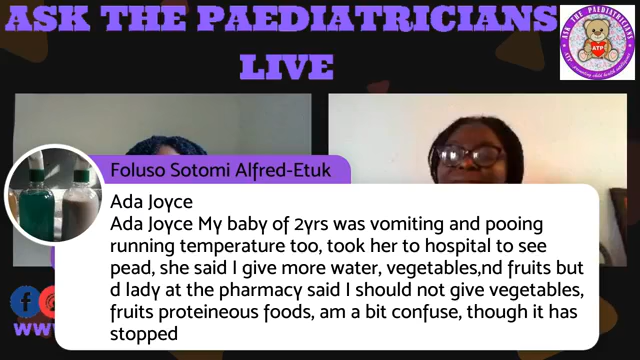 ASK THE PAEDIATRICIANS
LIVE
ASK THE PAEDIATRICIANS
ATP
Foluso Sotomi Alfred-Etuk
Ada Joyce
Ada Joyce My baby of 2yrs was vomiting and pooing
running temperature too, took her to hospital to see
pead, she said I give more water, vegetables,nd fruits but
d lady at the pharmacy said I should not give vegetables,
fruits proteineous foods, am a bit confuse, though it has
stopped